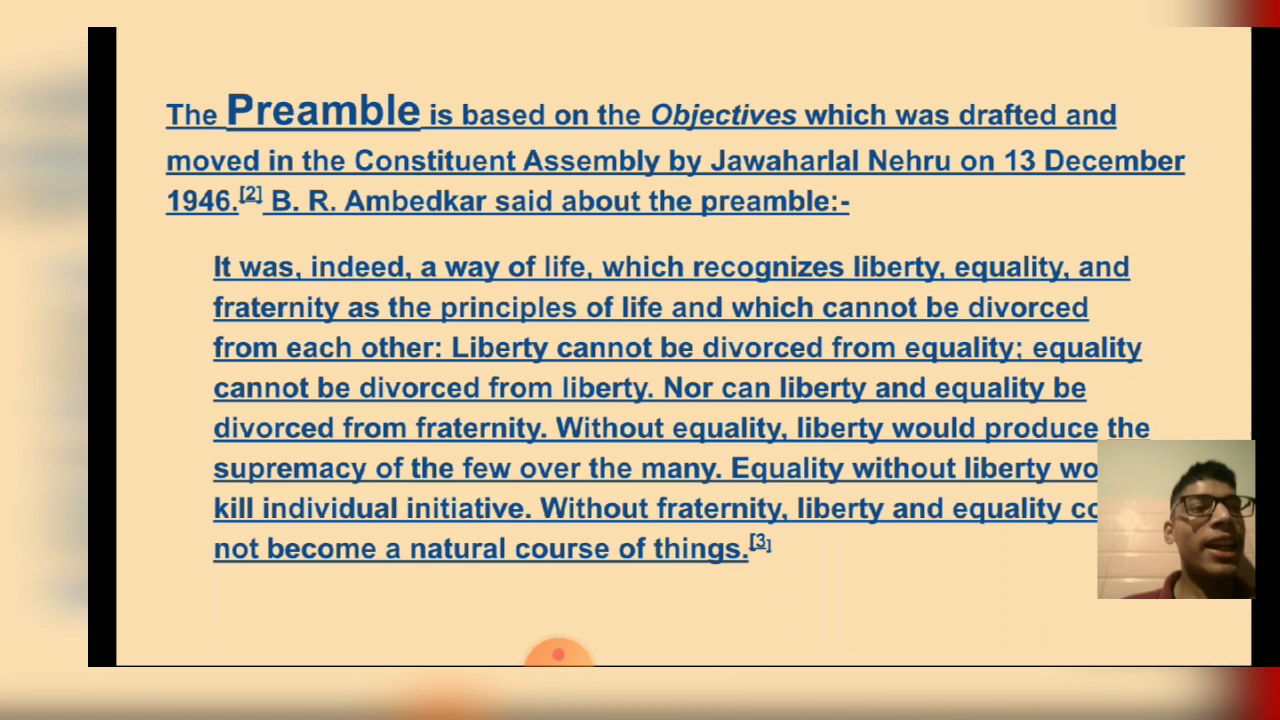 The Preamble is based on the Objectives which was drafted and
moved in the Constituent Assembly by Jawaharlal Nehru on 13 December
1946.[2] B. R. Ambedkar said about the preamble:-
It was, indeed, a way of life, which recognizes liberty, equality, and
fraternity as the principles of life and which cannot be divorced
from each other: Liberty cannot be divorced from equality; equality
cannot be divorced from liberty. Nor can liberty and equality be
divorced from fraternity. Without equality, liberty would produce the
supremacy of the few over the many. Equality without liberty
kill individual initiative. Without fraternity, liberty and equality
not become a natural course of things.[3]